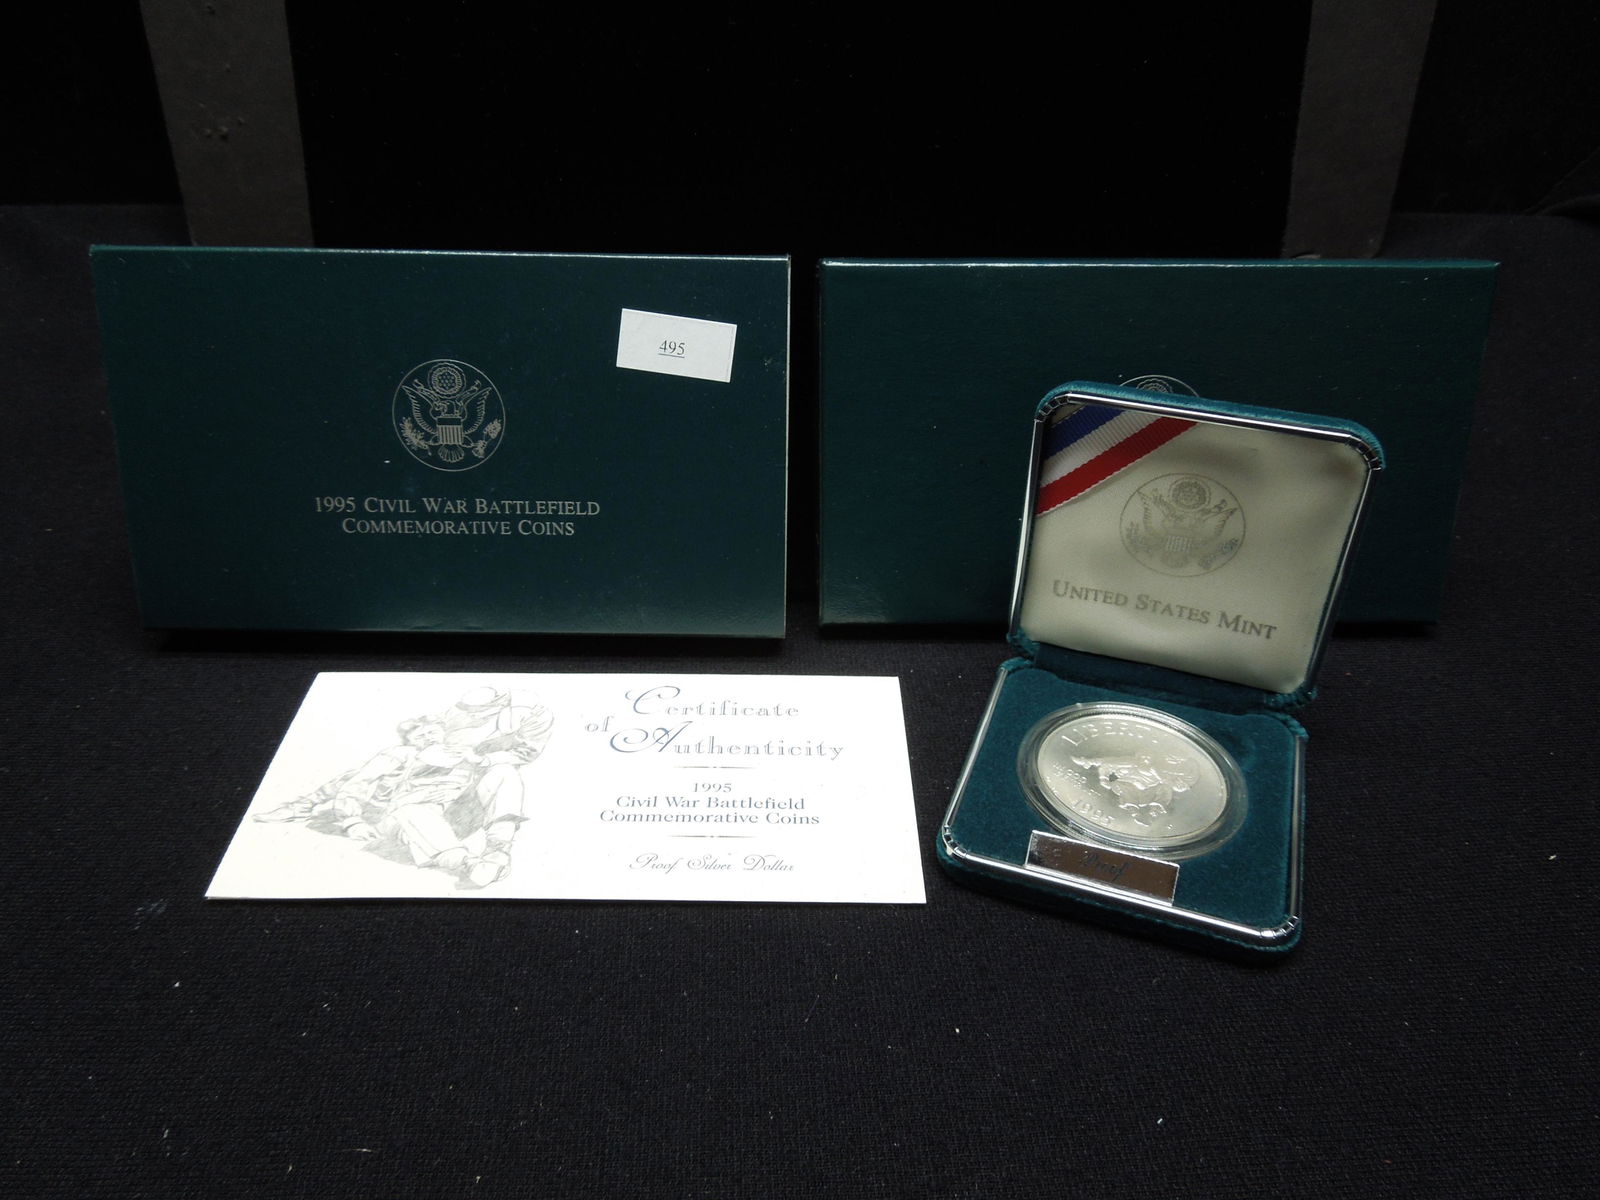 495
1995 CIVIL WAR BATTLEFIELD
COMMEMORATIVE COINS
UNITED STATES MINT
Certificate
of Authenticity
1995
Civil War Battlefield
Commemorative Coins
Proof Silver Dollar
LIBERTY
1995
Proof